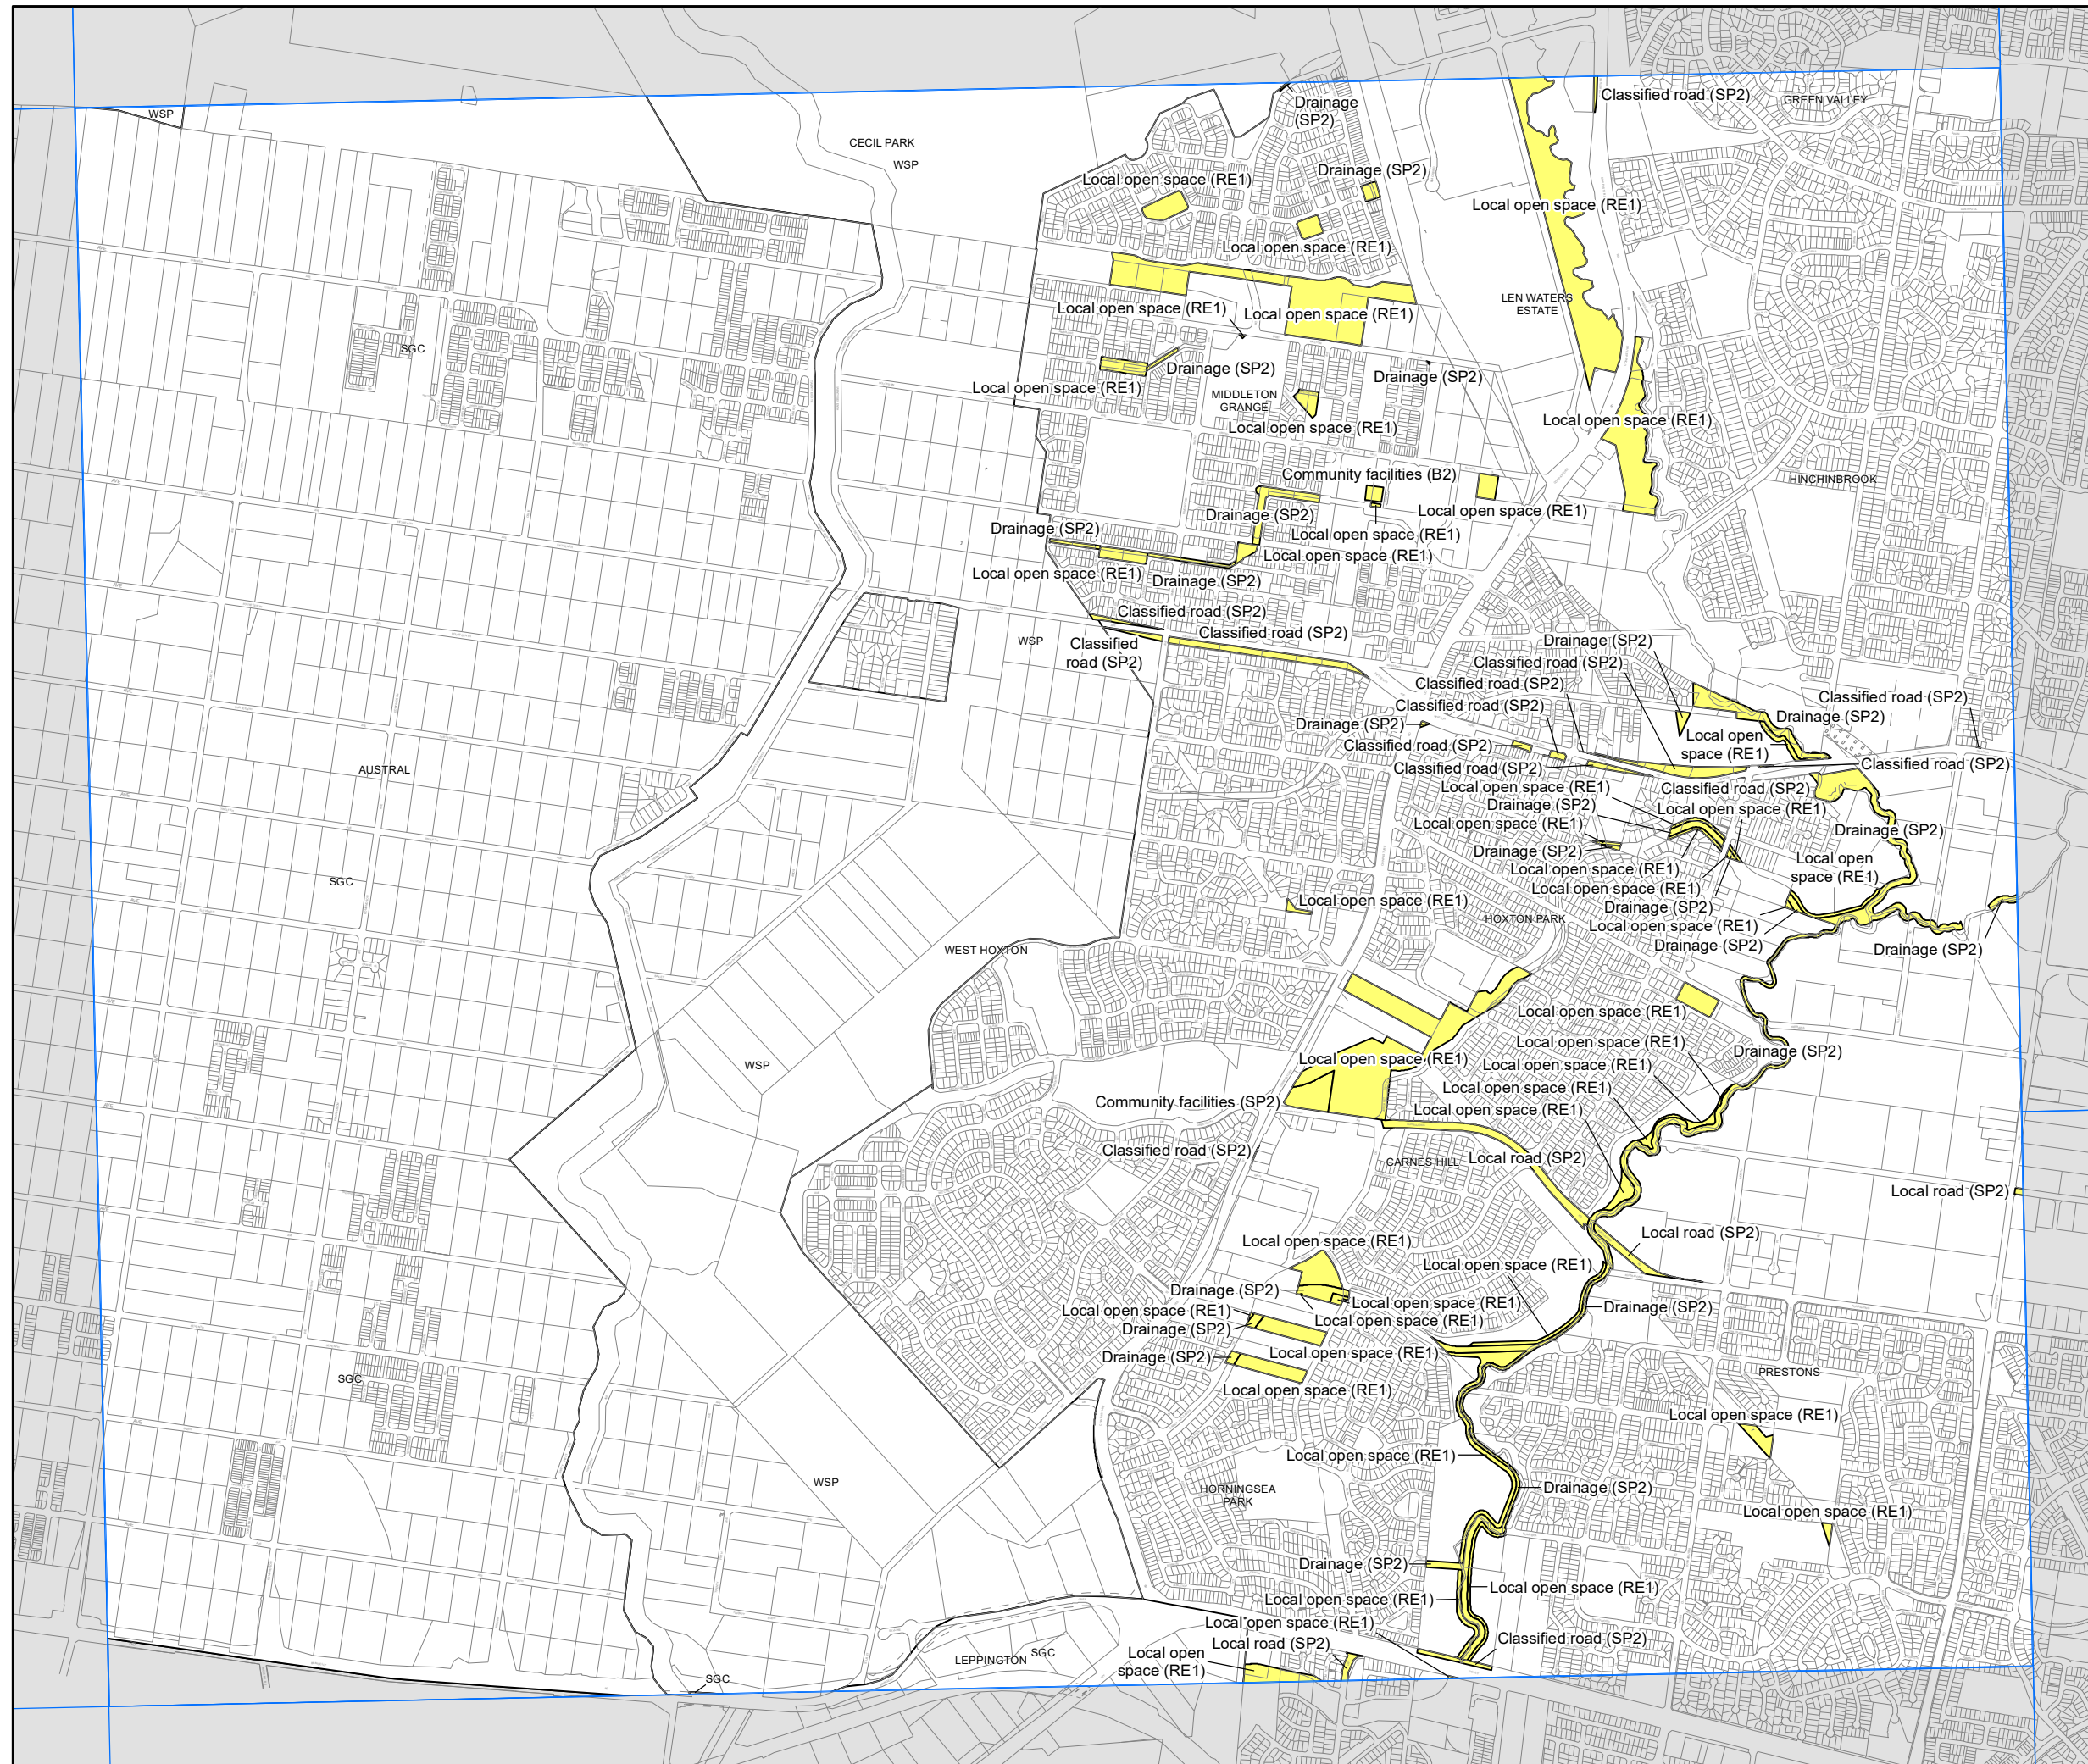 Classified road (SP2)
GREEN VALLEY
Drainage
(SP2)
WSP
CECIL PARK
WSP
Drainage (SP2)
Local open space (RE1)
Local open space (RE1)
Local open space (RE1)
LEN WATERS
ESTATE
Local open space (RE1)
Local open space (RE1)
SGC
Drainage (SP2)
Drainage (SP2)
Local open space (RE1)
MIDDLETON
GRANGE
Local open space (RE1)
Local open space (RE1)
Community facilities (B2)
HINCHINBROOK
Local open space (RE1)
Drainage (SP2)
Drainage (SP2)
Local open space (RE1)
Local open space (RE1)
Local open space (RE1)
Drainage (SP2)
Classified road (SP2)
Classified road (SP2)
WSP
Classified
road (SP2)
Drainage (SP2)
Classified road (SP2)
Classified road (SP2)
Classified road (SP2)
Classified road (SP2)
Drainage (SP2)
Drainage (SP2)
Local open
space (RE1)
Classified road (SP2)
Classified road (SP2)
Classified road (SP2)
AUSTRAL
Local open space (RE1)
Classified road (SP2)
Drainage (SP2)
Local open space (RE1)
Local open space (RE1)
Drainage (SP2)
Drainage (SP2)
Local open
space (RE1)
Local open space (RE1)
SGC
Local open space (RE1)
Local open space (RE1)
Drainage (SP2)
HOXTON PARK
Local open space (RE1)
Drainage (SP2)
Drainage (SP2)
WEST HOXTON
Local open space (RE1)
Local open space (RE1)
Drainage (SP2)
Local open space (RE1)
WSP
Local open space (RE1)
Local open space (RE1)
Community facilities (SP2)
Local open space (RE1)
Classified road (SP2)
CARNES HILL
Local road (SP2)
Local road (SP2)
Local road (SP2)
Local open space (RE1)
Local open space (RE1)
Drainage (SP2)
Local open space (RE1)
Local open space (RE1)
Drainage (SP2)
Local open space (RE1)
Drainage (SP2)
Local open space (RE1)
Drainage (SP2)
PRESTONS
SGC
Local open space (RE1)
Local open space (RE1)
Local open space (RE1)
WSP
HORNINGSEA
PARK
Drainage (SP2)
Local open space (RE1)
Drainage (SP2)
Local open space (RE1)
Local open space (RE1)
Local open space (RE1)
Local road (SP2)
Classified road (SP2)
Local open
space (RE1)
LEPPINGTON
SGC
SGC